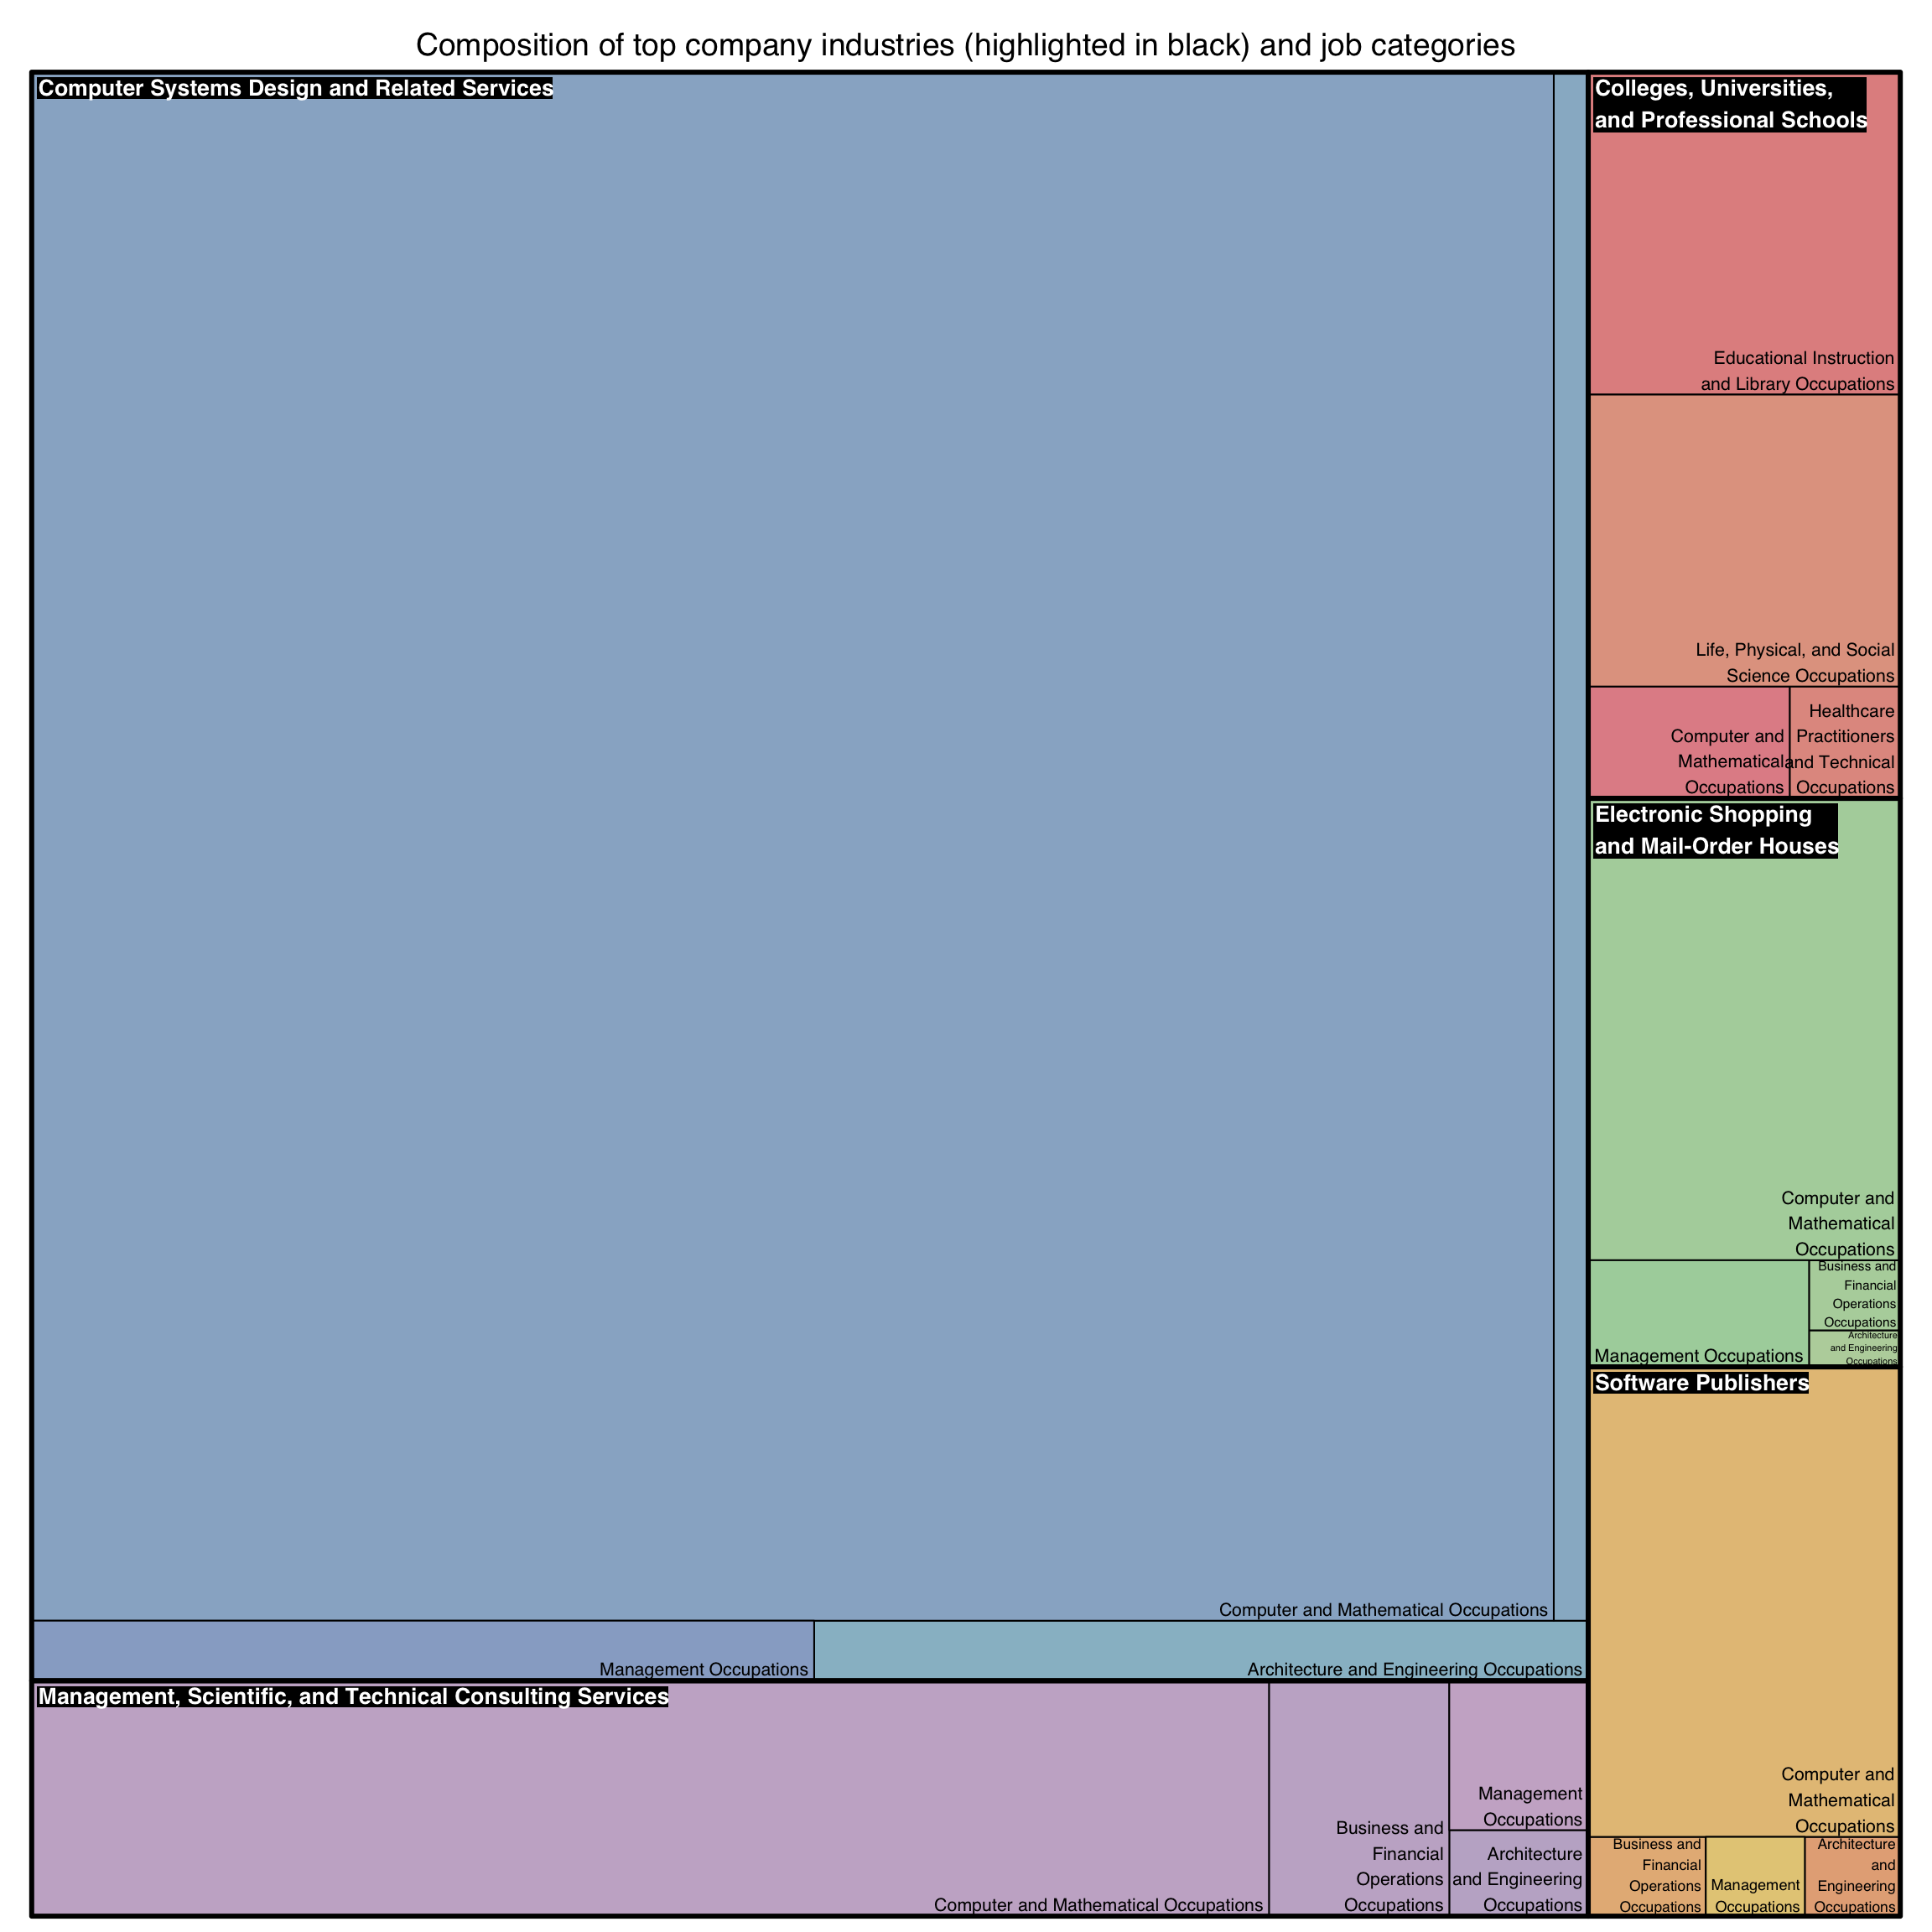 Composition of top company industries (highlighted in black) and job categories
Computer Systems Design and Related Services
Computer and Mathematical Occupations
Management Occupations
Architecture and Engineering Occupations
Management, Scientific, and Technical Consulting Services
Computer and Mathematical Occupations
Business and
Financial
Operations
Occupations
Management
Occupations
Architecture
and Engineering
Occupations
Colleges, Universities,
and Professional Schools
Educational Instruction
and Library Occupations
Life, Physical, and Social
Science Occupations
Computer and
Mathematical
Occupations
Healthcare
Practitioners
and Technical
Occupations
Electronic Shopping
and Mail-Order Houses
Computer and
Mathematical
Occupations
Management Occupations
Business and
Financial
Operations
Occupations
Architecture
and Engineering
Occupations
Software Publishers
Computer and
Mathematical
Occupations
Business and
Financial
Operations
Occupations
Management
Occupations
Architecture
and
Engineering
Occupations